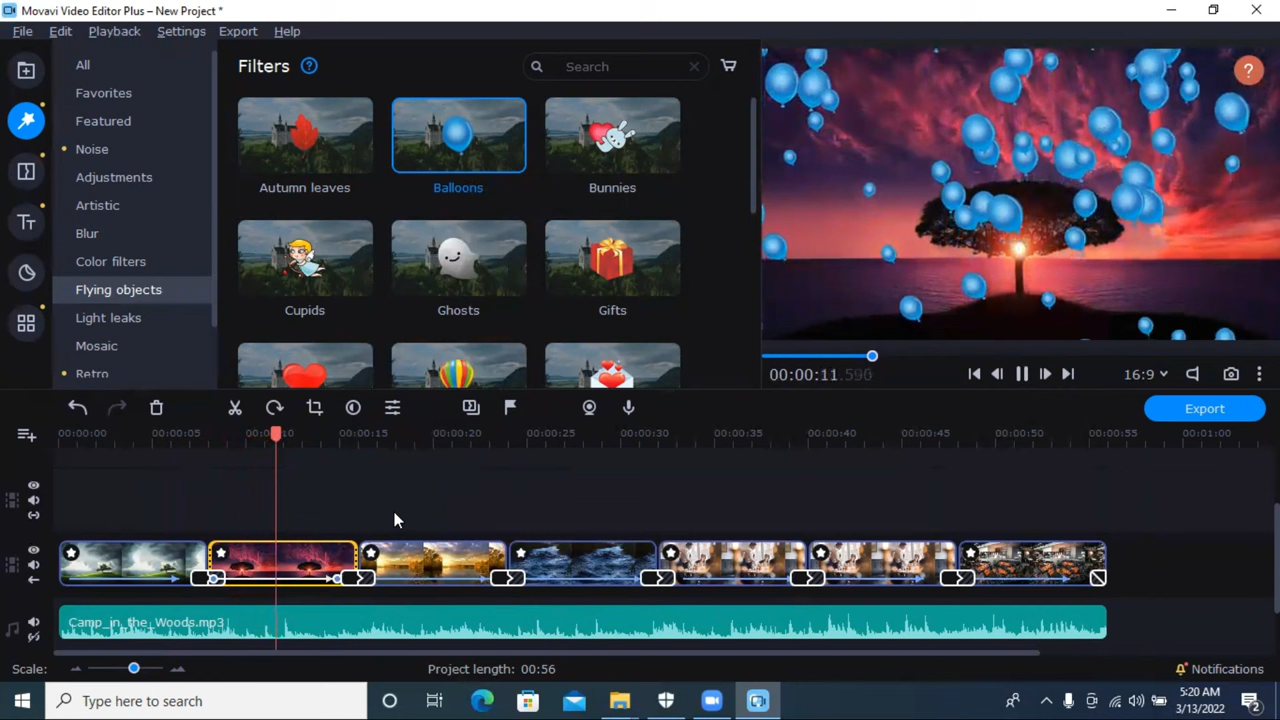 Movavi Video Editor Plus – New Project *
File Edit Playback Settings Export Help
All
Favorites
Featured
Noise
Adjustments
Artistic
Blur
Color filters
Flying objects
Light leaks
Mosaic
Retro
Filters ?
Search
Autumn leaves
Balloons
Bunnies
Cupids
Ghosts
Gifts
?
00:00:11.590
16:9
Export
00:00:00 00:00:05 00:00:10 00:00:15 00:00:20 00:00:25 00:00:30 00:00:35 00:00:40 00:00:45 00:00:50 00:00:55 00:01:00
Camp_in_the_Woods.mp3
Scale:
Project length: 00:56
Notifications
Type here to search
5:20 AM
3/13/2022
2